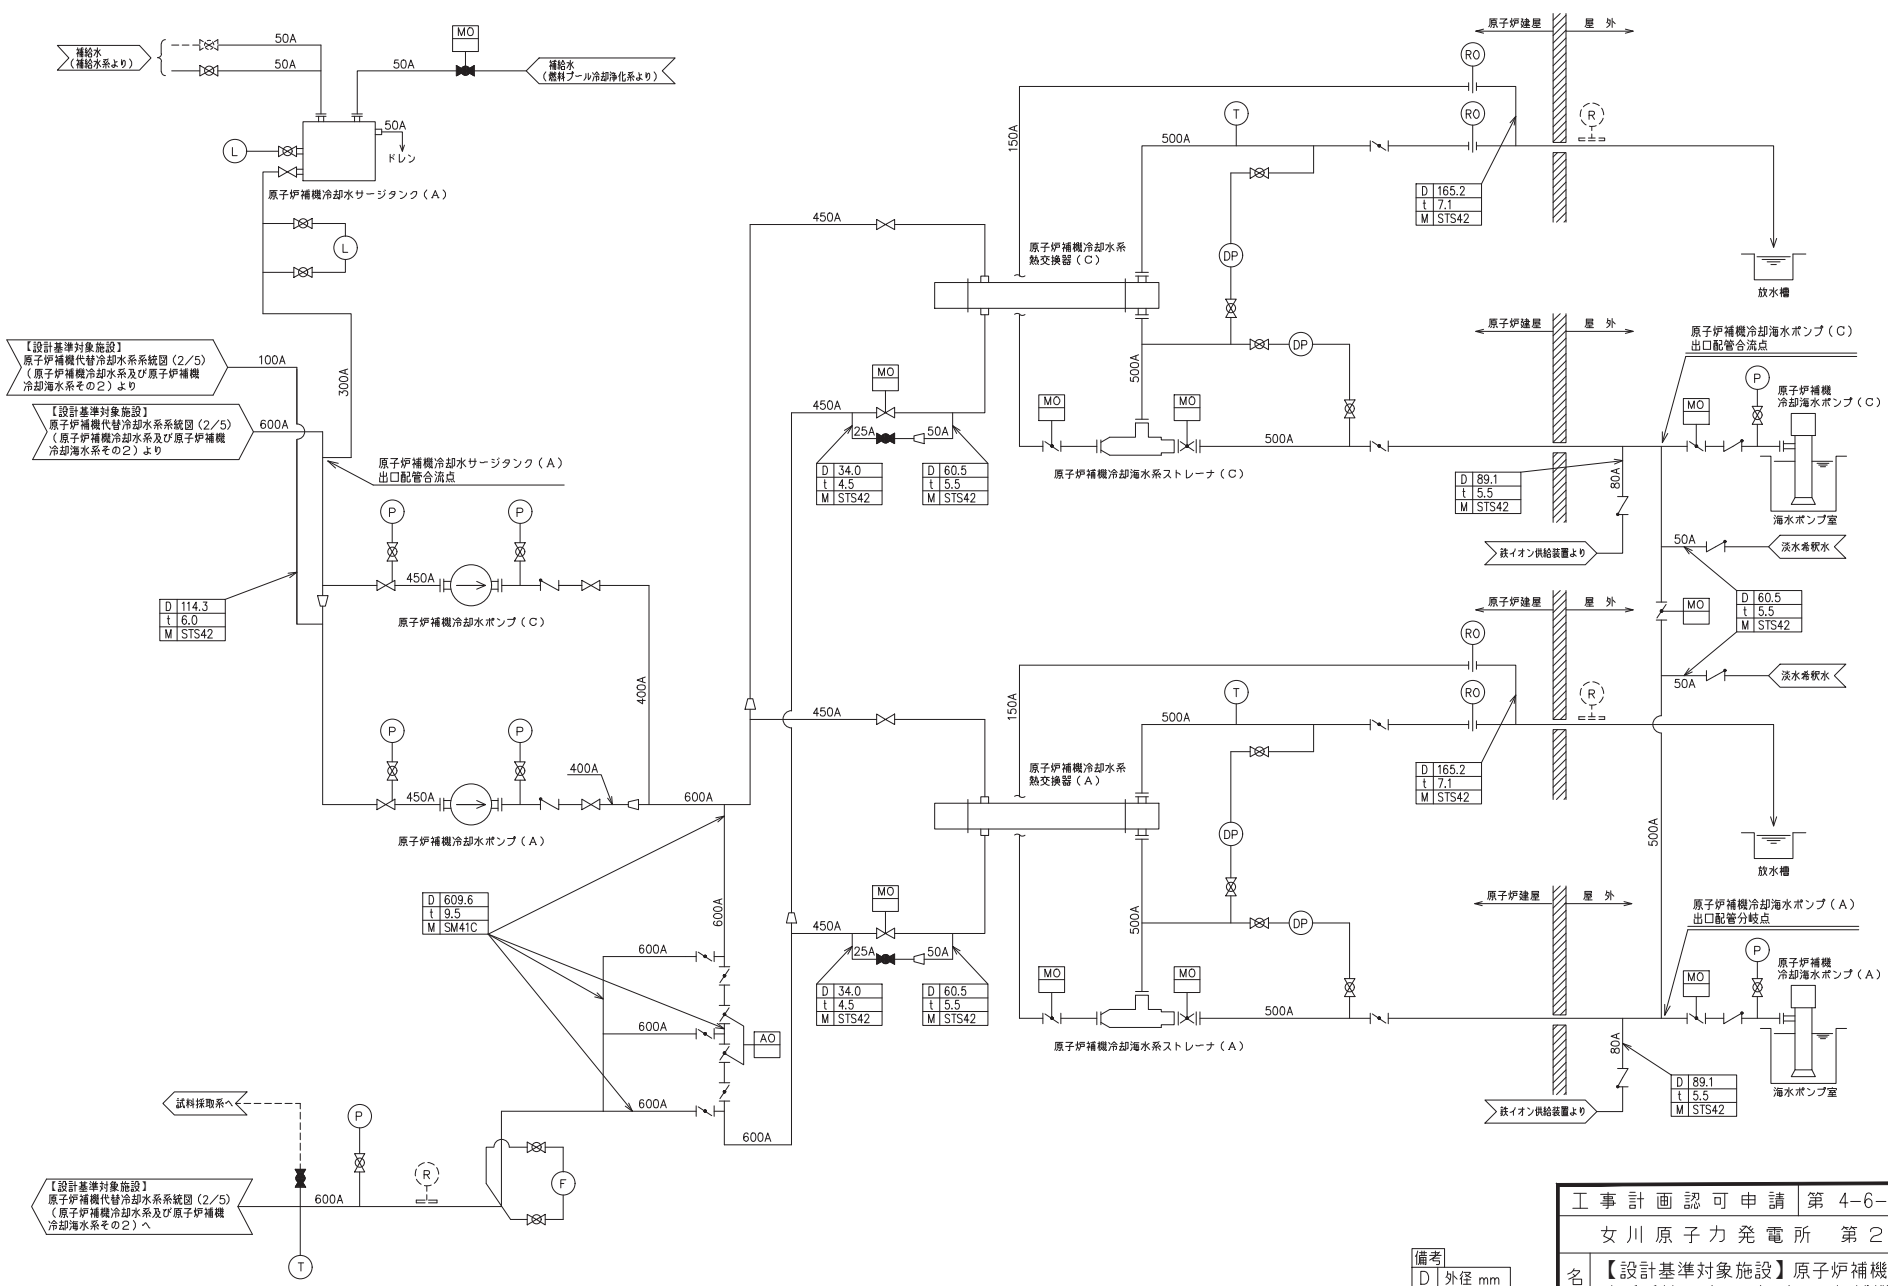 補給水
(補給水系より)
50A
50A
MO
50A
補給水
(燃料プール冷却浄化系より)
50A
ドレン
L
原子炉補機冷却水サージタンク(A)
L
300A
【設計基準対象施設】
原子炉補機代替冷却水系系統図(2/5)
(原子炉補機冷却水系及び原子炉補機
冷却海水系その2)より
100A
【設計基準対象施設】
原子炉補機代替冷却水系系統図(2/5)
(原子炉補機冷却水系及び原子炉補機
冷却海水系その2)より
600A
原子炉補機冷却水サージタンク(A)
出口配管合流点
P
P
450A
原子炉補機冷却水ポンプ(C)
D 114.3
t 6.0
M STS42
400A
P
P
450A
400A
600A
原子炉補機冷却水ポンプ(A)
D 609.6
t 9.5
M SM41C
600A
600A
600A
600A
AO
600A
試料採取系へ
P
R
F
T
600A
【設計基準対象施設】
原子炉補機代替冷却水系系統図(2/5)
(原子炉補機冷却水系及び原子炉補機
冷却海水系その2)へ
450A
MO
450A
25A
50A
D 34.0
t 4.5
M STS42
D 60.5
t 5.5
M STS42
450A
MO
450A
25A
50A
D 34.0
t 4.5
M STS42
D 60.5
t 5.5
M STS42
原子炉建屋
屋 外
RO
RO
R
150A
T
500A
D 165.2
t 7.1
M STS42
原子炉補機冷却水系
熱交換器(C)
DP
DP
放水槽
原子炉建屋
屋 外
原子炉補機冷却海水ポンプ(C)
出口配管合流点
500A
MO
MO
500A
原子炉補機冷却海水系ストレーナ(C)
P
原子炉補機
冷却海水ポンプ(C)
MO
D 89.1
t 5.5
M STS42
80A
海水ポンプ室
鉄イオン供給装置より
50A
淡水希釈水
MO
D 60.5
t 5.5
M STS42
50A
淡水希釈水
原子炉建屋
屋 外
RO
RO
R
150A
T
500A
D 165.2
t 7.1
M STS42
原子炉補機冷却水系
熱交換器(A)
DP
DP
500A
放水槽
原子炉建屋
屋 外
原子炉補機冷却海水ポンプ(A)
出口配管分岐点
500A
MO
MO
500A
原子炉補機冷却海水系ストレーナ(A)
P
原子炉補機
冷却海水ポンプ(A)
MO
80A
D 89.1
t 5.5
M STS42
海水ポンプ室
鉄イオン供給装置より
備考
D 外径 mm
工事計画認可申請 第 4-6-
女川原子力発電所 第2
名
【設計基準対象施設】原子炉補機